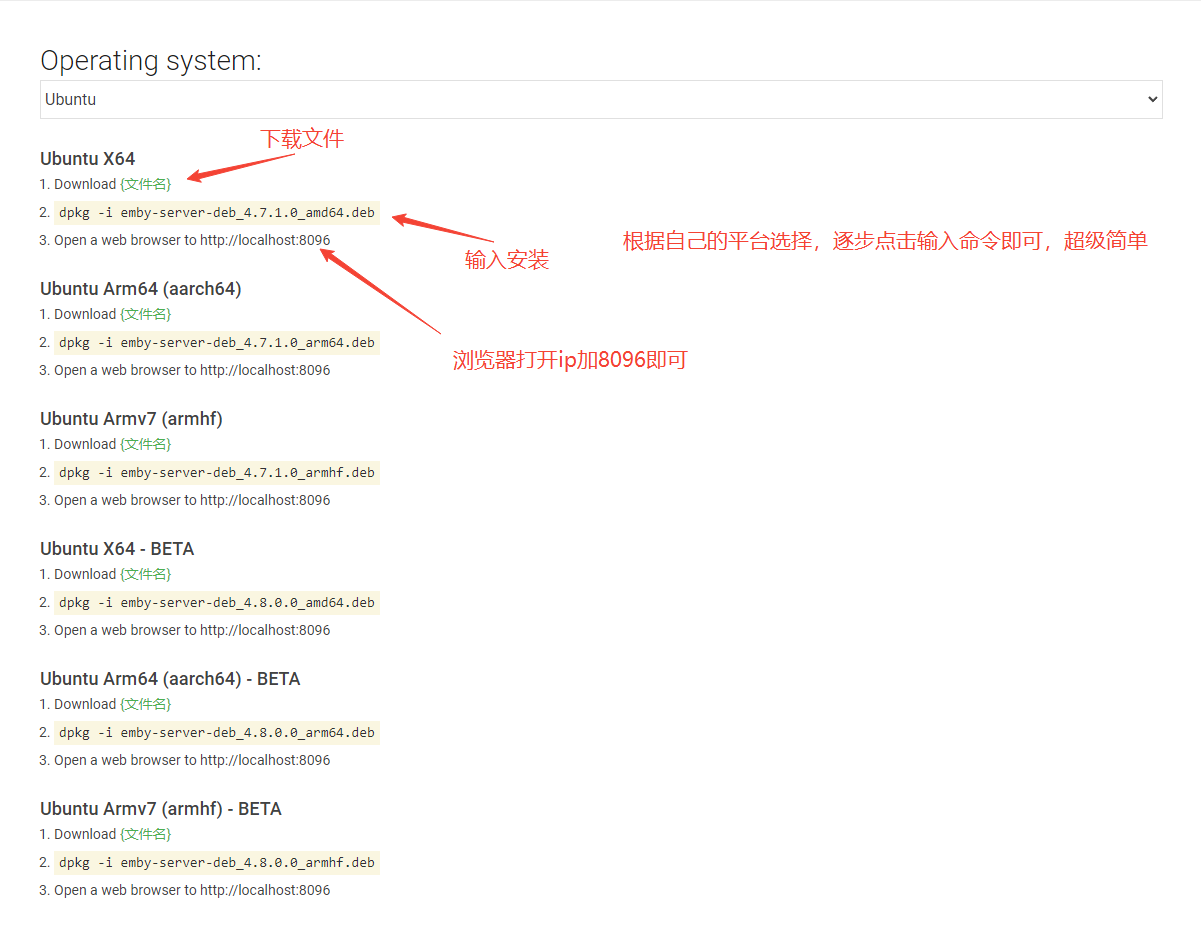 Operating system:
Ubuntu
下载文件
Ubuntu X64
1. Download {文件名}
2. dpkg -i emby-server-deb_4.7.1.0_amd64.deb
3. Open a web browser to http://localhost:8096
输入安装
根据自己的平台选择，逐步点击输入命令即可，超级简单
Ubuntu Arm64 (aarch64)
1. Download {文件名}
2. dpkg -i emby-server-deb_4.7.1.0_arm64.deb
浏览器打开ip加8096即可
3. Open a web browser to http://localhost:8096
Ubuntu Armv7 (armhf)
1. Download {文件名}
2. dpkg -i emby-server-deb_4.7.1.0_armhf.deb
3. Open a web browser to http://localhost:8096
Ubuntu X64 - BETA
1. Download {文件名}
2. dpkg -i emby-server-deb_4.8.0.0_amd64.deb
3. Open a web browser to http://localhost:8096
Ubuntu Arm64 (aarch64) - BETA
1. Download {文件名}
2. dpkg -i emby-server-deb_4.8.0.0_arm64.deb
3. Open a web browser to http://localhost:8096
Ubuntu Armv7 (armhf) - BETA
1. Download {文件名}
2. dpkg -i emby-server-deb_4.8.0.0_armhf.deb
3. Open a web browser to http://localhost:8096